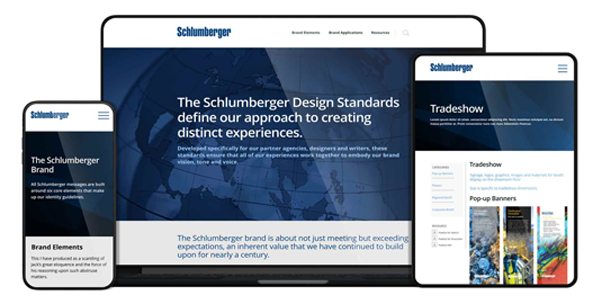 Schlumberger
Brand Elements Brand Applications Resources
The Schlumberger Design Standards
define our approach to creating
distinct experiences.
Developed specifically for our partner agencies, designers and writers, these
standards ensure that all of our experiences work together to embody our brand
vision, tone and voice.
The Schlumberger brand is about not just meeting but exceeding
expectations, an inherent value that we have continued to build
upon for nearly a century.
Schlumberger
The Schlumberger
Brand
All Schlumberger messages are built
around six core elements that make
up our identity guidelines.
Brand Elements
This I have produced as a scantling of
Jack's great eloquence and the force of
his reasoning upon such abstruse
matters.
Schlumberger
Tradeshow
Tradeshow
Pop-up Banners